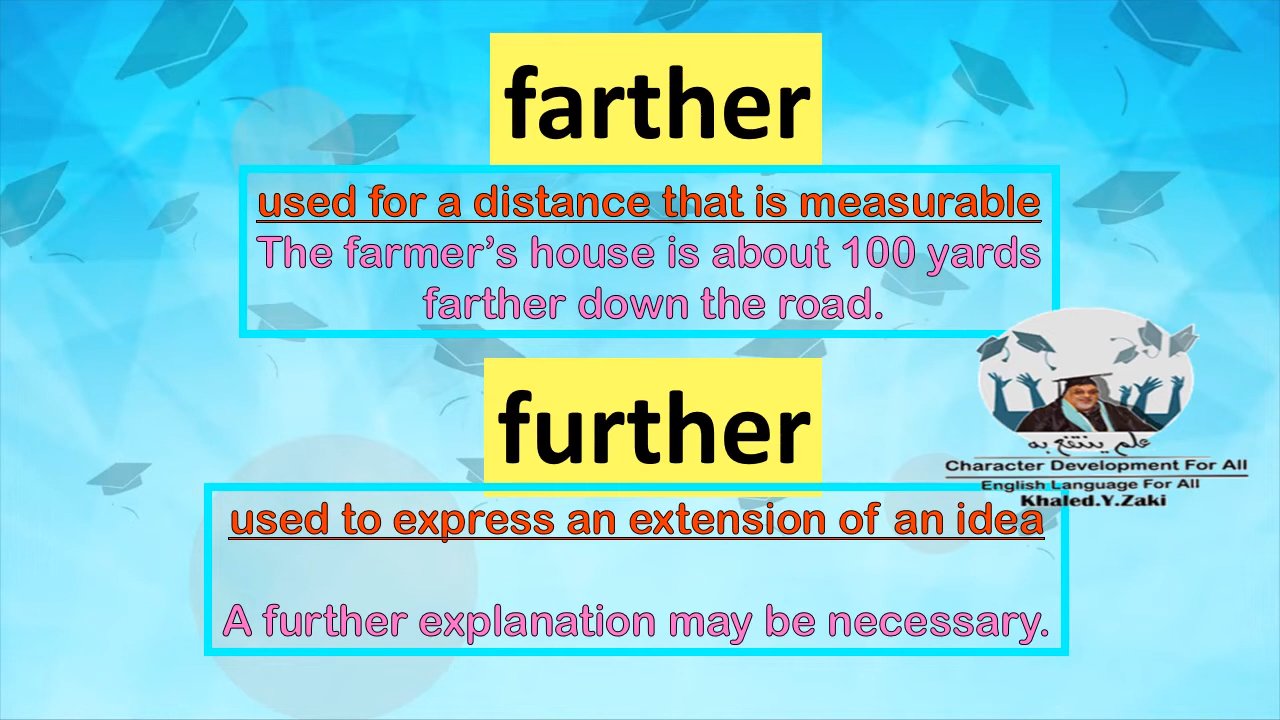 farther
used for a distance that is measurable
The farmer’s house is about 100 yards
farther down the road.
further
used to express an extension of an idea
A further explanation may be necessary.
علم ينتفع به
Character Development For All
English Language For All
Khaled.Y.Zaki